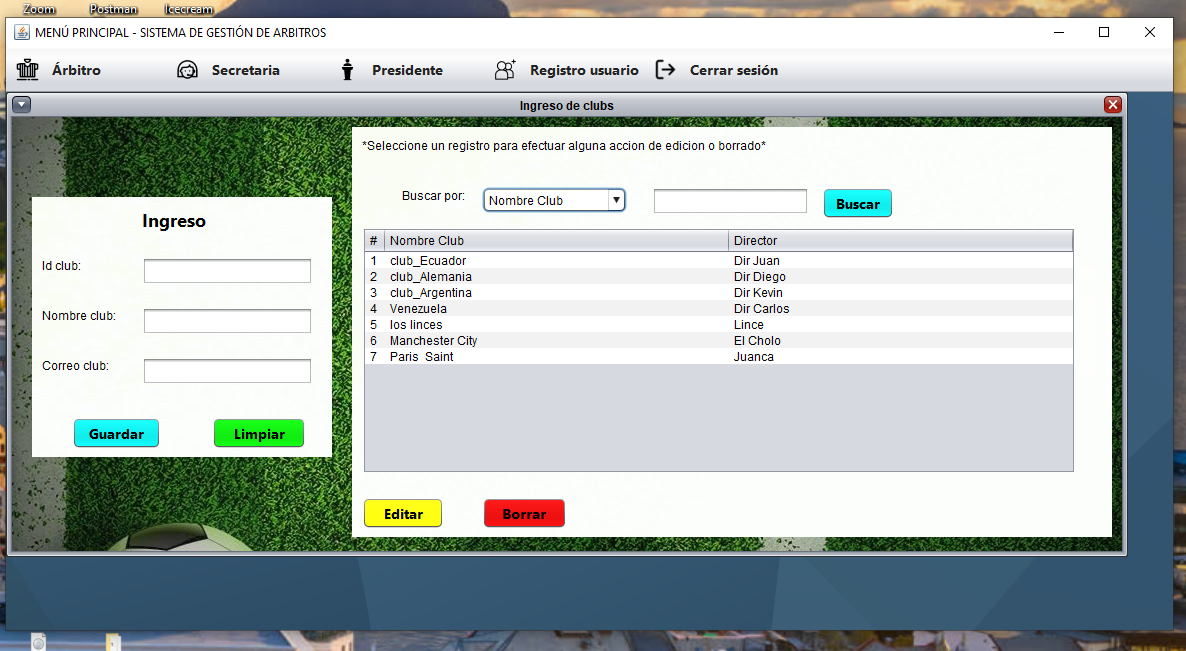 Zoom Postman Icecream
MENÚ PRINCIPAL - SISTEMA DE GESTIÓN DE ARBITROS
Árbitro Secretaria Presidente Registro usuario Cerrar sesión
Ingreso de clubs
*Seleccione un registro para efectuar alguna accion de edicion o borrado*
Buscar por: Nombre Club Buscar
Ingreso
Id club:
Nombre club:
Correo club:
Guardar Limpiar
# Nombre Club Director
1 club_Ecuador Dir Juan
2 club_Alemania Dir Diego
3 club_Argentina Dir Kevin
4 Venezuela Dir Carlos
5 los linces Lince
6 Manchester City El Cholo
7 Paris Saint Juanca
Editar Borrar